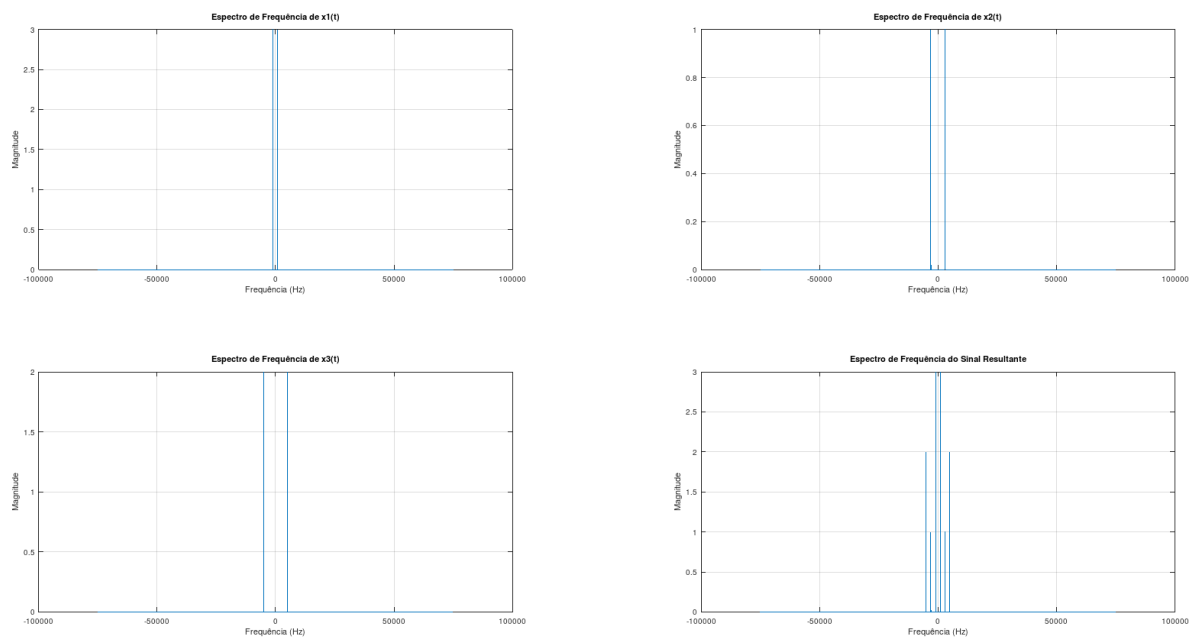 Espectro de Frequência de x1(t)
3
2.5
2
1.5
1
0.5
0
Magnitude
-100000 -50000 0 50000 100000
Frequência (Hz)
Espectro de Frequência de x2(t)
1
0.8
0.6
0.4
0.2
0
Magnitude
-100000 -50000 0 50000 100000
Frequência (Hz)
Espectro de Frequência de x3(t)
2
1.5
1
0.5
0
Magnitude
-100000 -50000 0 50000 100000
Frequência (Hz)
Espectro de Frequência do Sinal Resultante
3
2.5
2
1.5
1
0.5
0
Magnitude
-100000 -50000 0 50000 100000
Frequência (Hz)